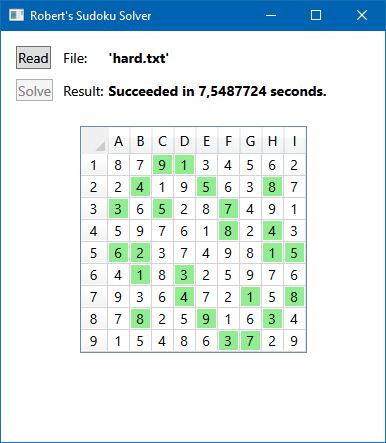 Robert's Sudoku Solver
Read File: 'hard.txt'
Solve Result: Succeeded in 7,5487724 seconds.
A B C D E F G H I
1 8 7 9 1 3 4 5 6 2
2 2 4 1 9 5 6 3 8 7
3 3 6 5 2 8 7 4 9 1
4 5 9 7 6 1 8 2 4 3
5 6 2 3 7 4 9 8 1 5
6 4 1 8 3 2 5 9 7 6
7 9 3 6 4 7 2 1 5 8
8 7 8 2 5 9 1 6 3 4
9 1 5 4 8 6 3 7 2 9